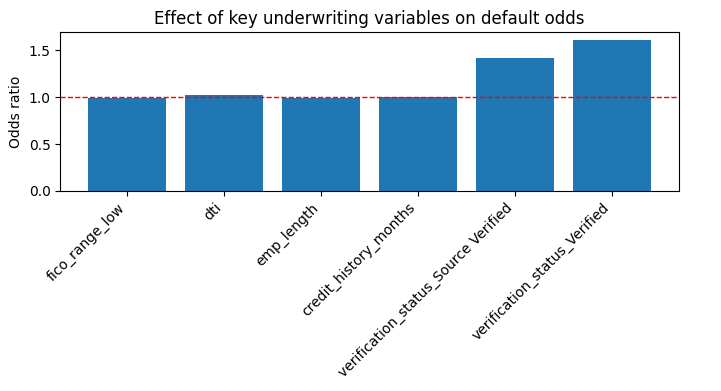 Effect of key underwriting variables on default odds
Odds ratio
1.5
1.0
0.5
0.0
fico_range_low
dti
emp_length
credit_history_months
verification_status_Source Verified
verification_status_Verified